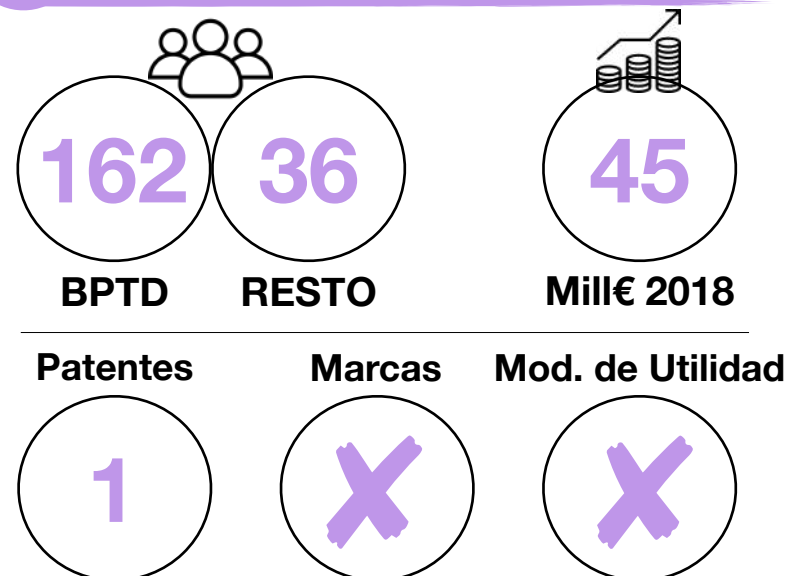 162 36 45
BPTD RESTO Mill€ 2018
Patentes Marcas Mod. de Utilidad
1